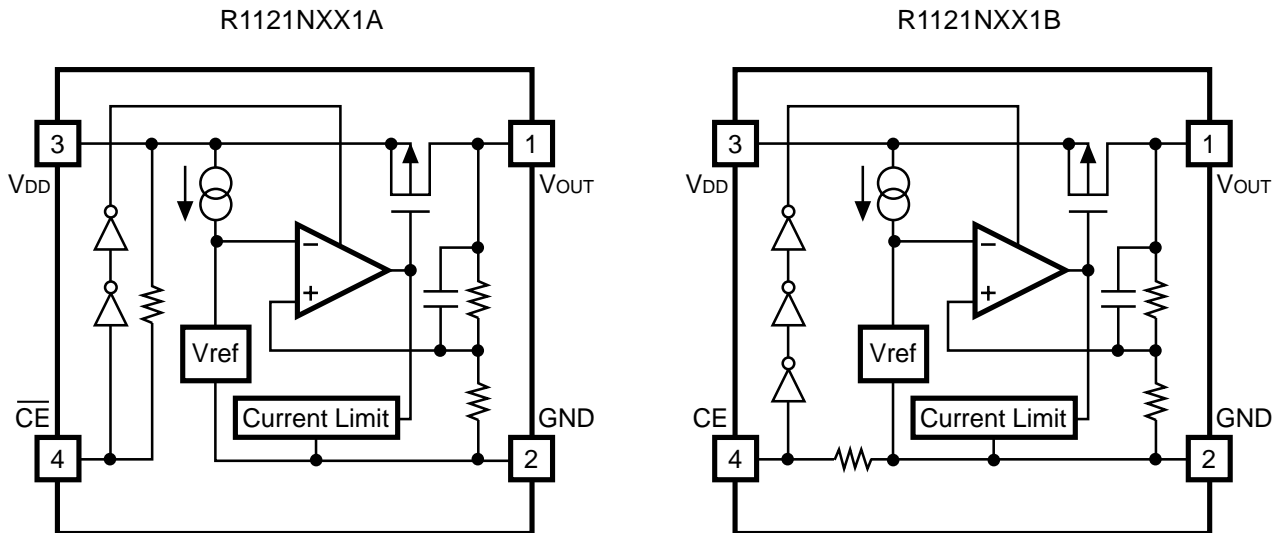 R1121NXX1A
3
1
VDD
VOUT
−
+
Vref
Current Limit
C̅E̅
GND
4
2
R1121NXX1B
3
1
VDD
VOUT
−
+
Vref
Current Limit
CE
GND
4
2